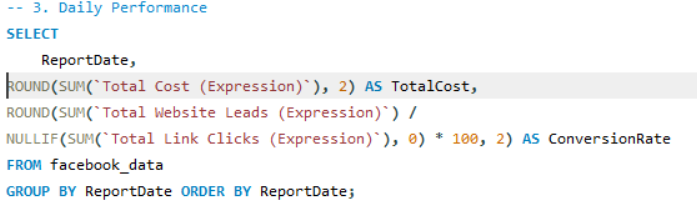 -- 3. Daily Performance
SELECT
ReportDate,
ROUND(SUM(`Total Cost (Expression)`), 2) AS TotalCost,
ROUND(SUM(`Total Website Leads (Expression)`) /
NULLIF(SUM(`Total Link Clicks (Expression)`), 0) * 100, 2) AS ConversionRate
FROM facebook_data
GROUP BY ReportDate ORDER BY ReportDate;